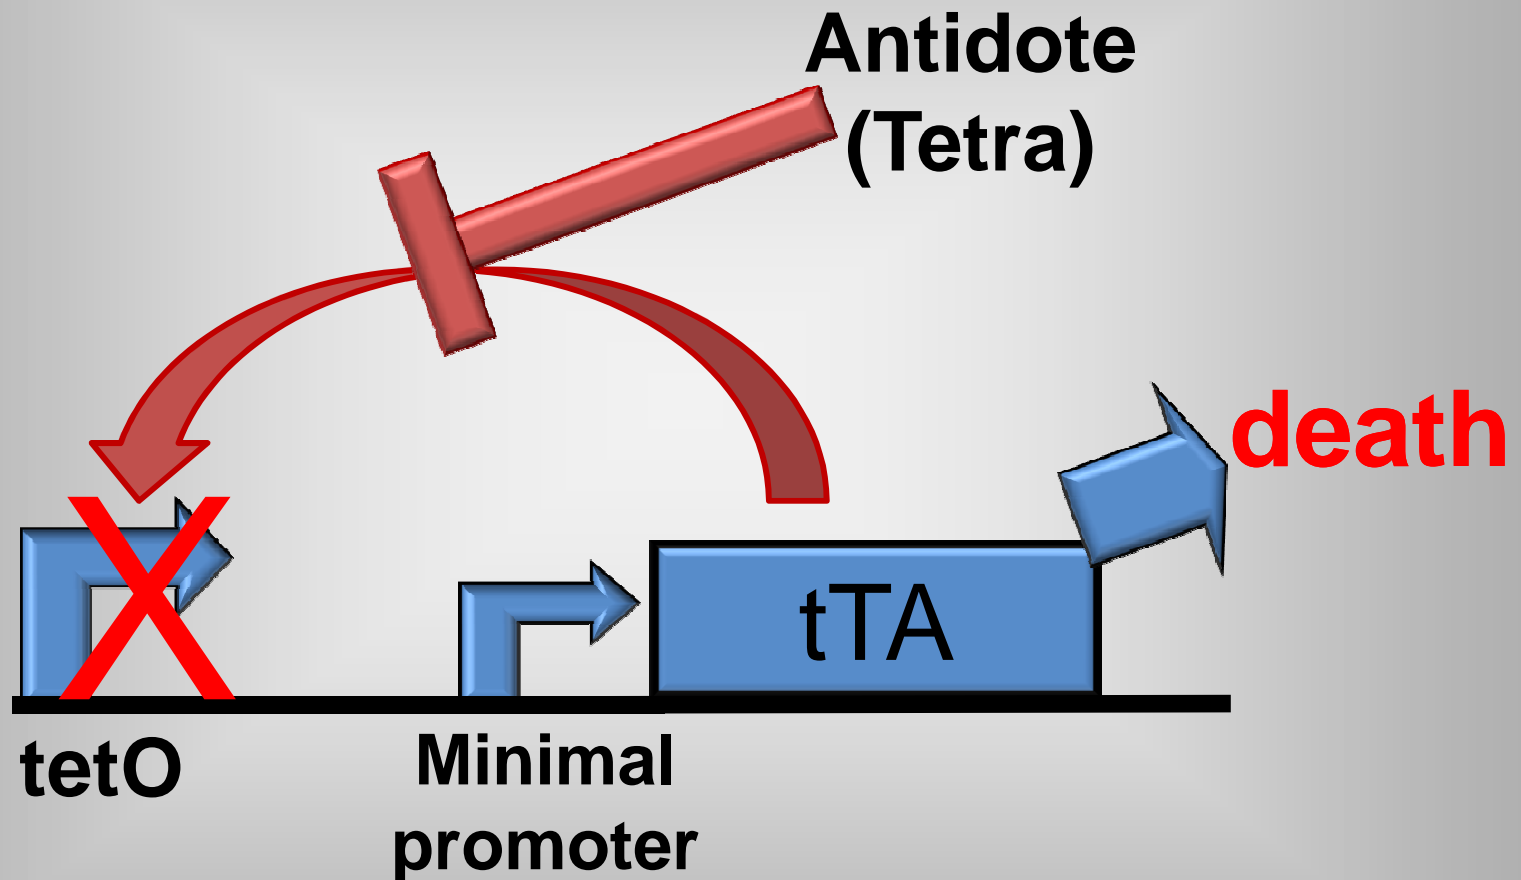 Antidote
(Tetra)
death
X
tTA
tetO
Minimal
promoter